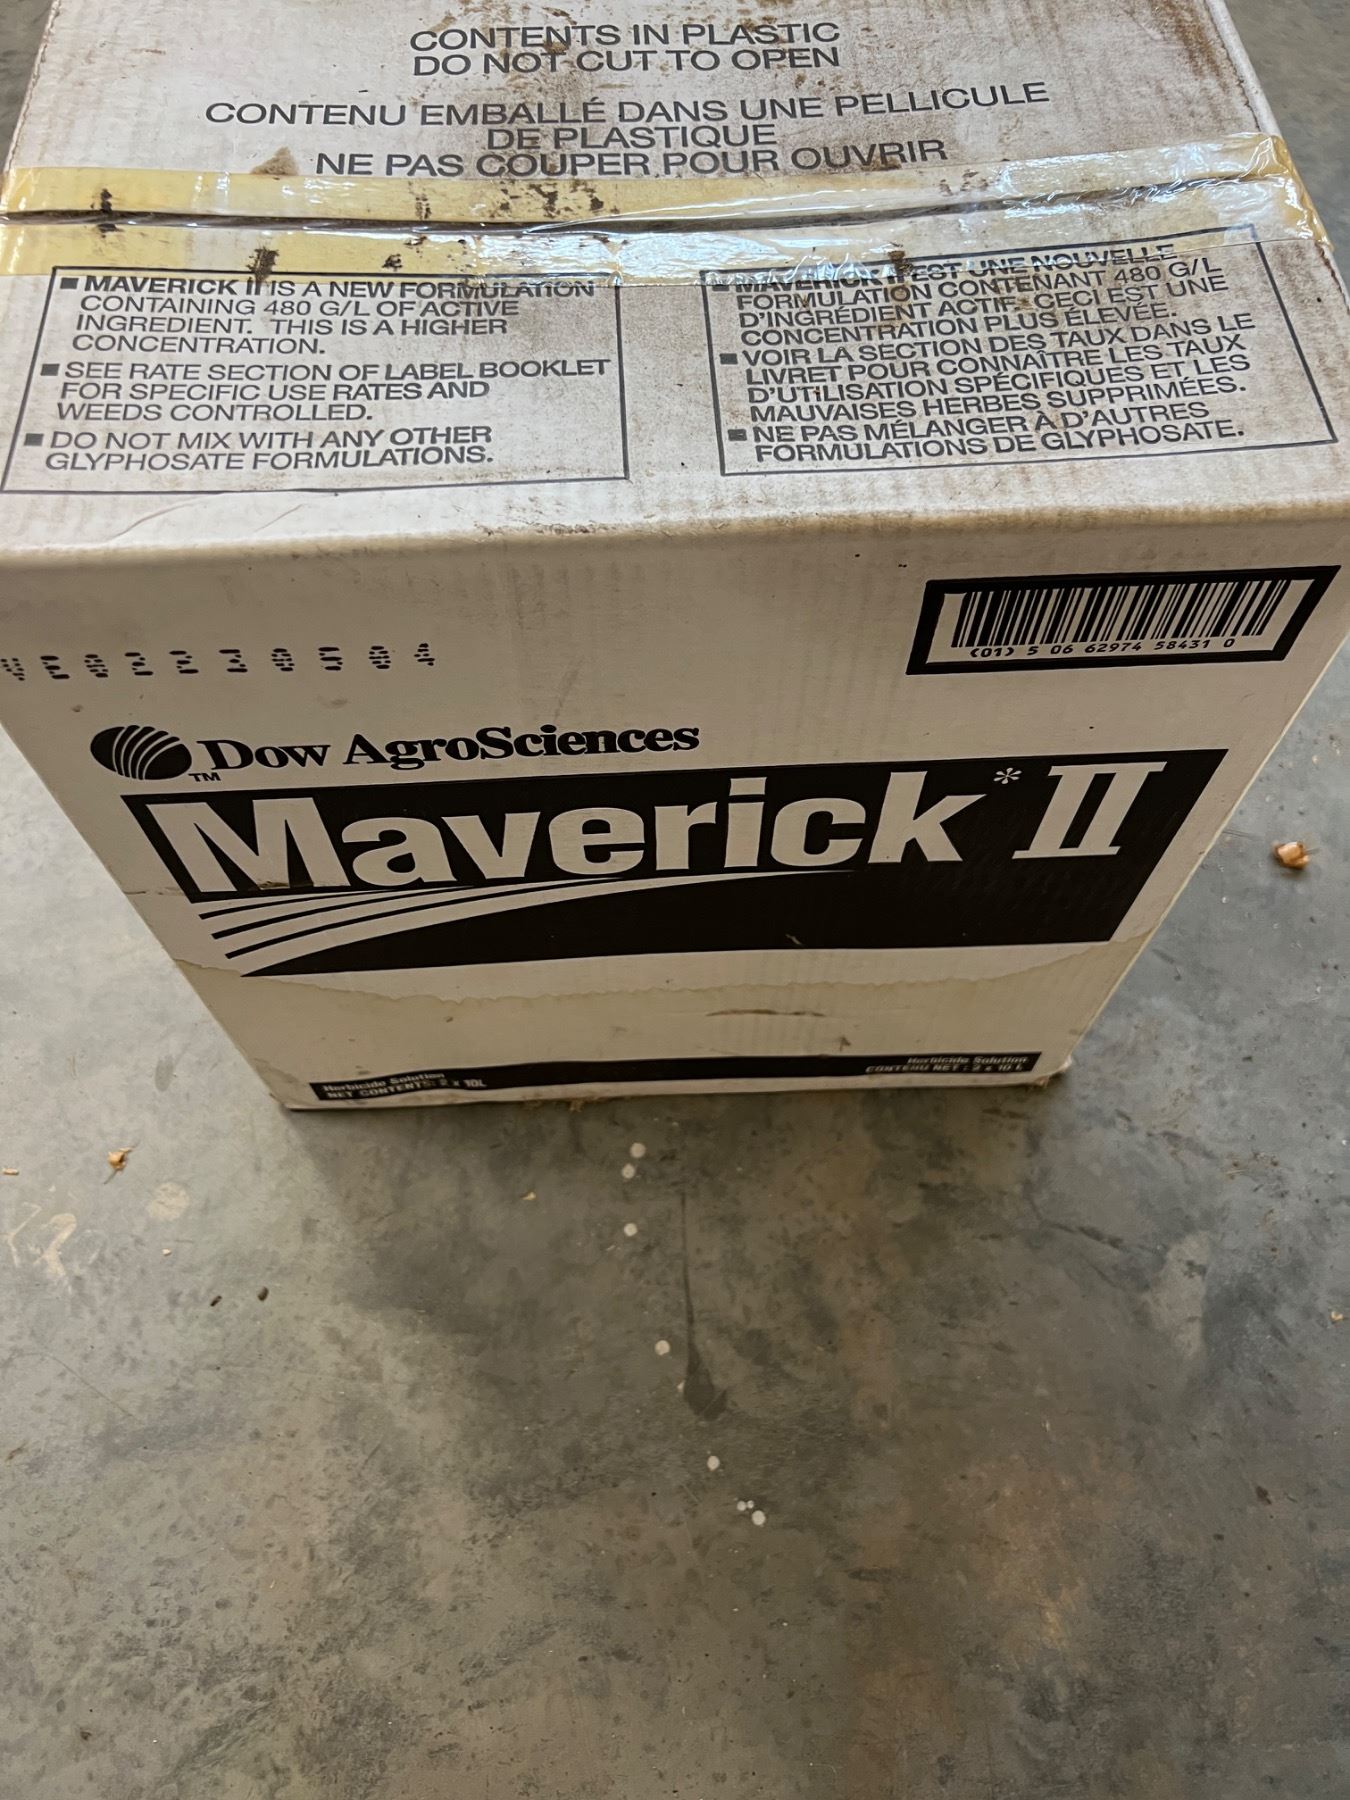 CONTENTS IN PLASTIC
DO NOT CUT TO OPEN
CONTENU EMBALLÉ DANS UNE PELLICULE
DE PLASTIQUE
NE PAS COUPER POUR OUVRIR
■ MAVERICK II IS A NEW FORMULATION
CONTAINING 480 G/L OF ACTIVE
INGREDIENT. THIS IS A HIGHER
CONCENTRATION.
■ SEE RATE SECTION OF LABEL BOOKLET
FOR SPECIFIC USE RATES AND
WEEDS CONTROLLED.
■ DO NOT MIX WITH ANY OTHER
GLYPHOSATE FORMULATIONS.
■ MAVERICK II EST UNE NOUVELLE
FORMULATION CONTENANT 480 G/L
D'INGRÉDIENT ACTIF. CECI EST UNE
CONCENTRATION PLUS ÉLEVÉE.
■ VOIR LA SECTION DES TAUX DANS LE
LIVRET POUR CONNAÎTRE LES TAUX
D'UTILISATION SPÉCIFIQUES ET LES
MAUVAISES HERBES SUPPRIMÉES.
■ NE PAS MÉLANGER À D'AUTRES
FORMULATIONS DE GLYPHOSATE.
(01) 5 06 62974 58431 0
TM Dow AgroSciences
Maverick* II
Herbicide Solution
NET CONTENTS: 2 x 10L
Herbicide Solution
CONTENU NET : 2 x 10 L